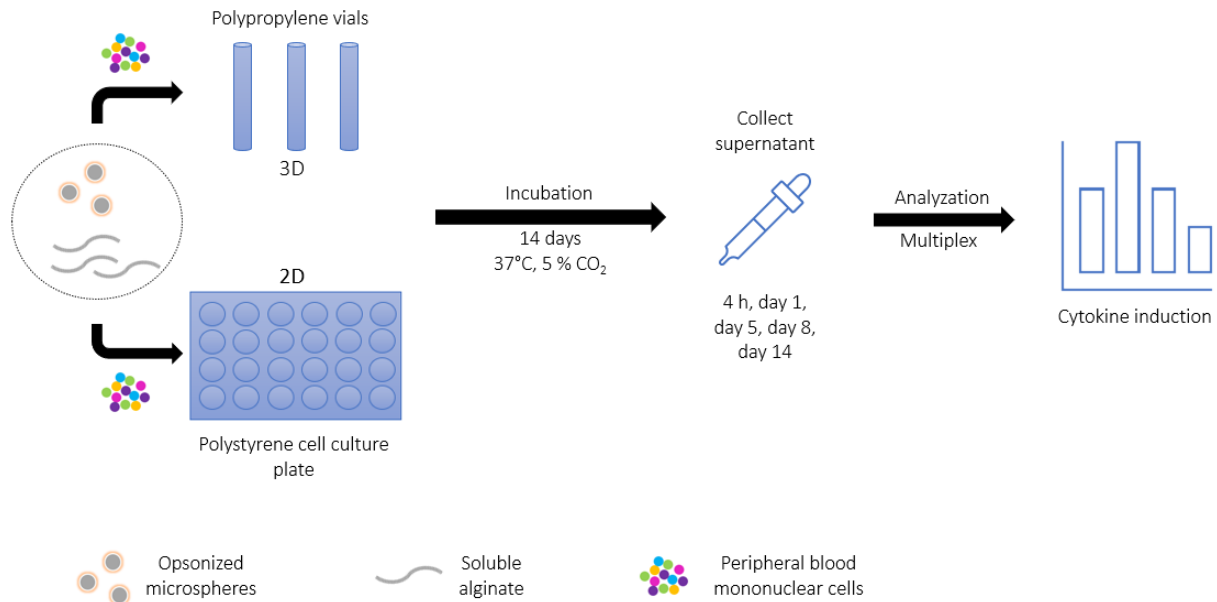 Polypropylene vials
3D
2D
Polystyrene cell culture
plate
Incubation
14 days
37°C, 5 % CO₂
Collect
supernatant
4 h, day 1,
day 5, day 8,
day 14
Analyzation
Multiplex
Cytokine induction
Opsonized
microspheres
Soluble
alginate
Peripheral blood
mononuclear cells